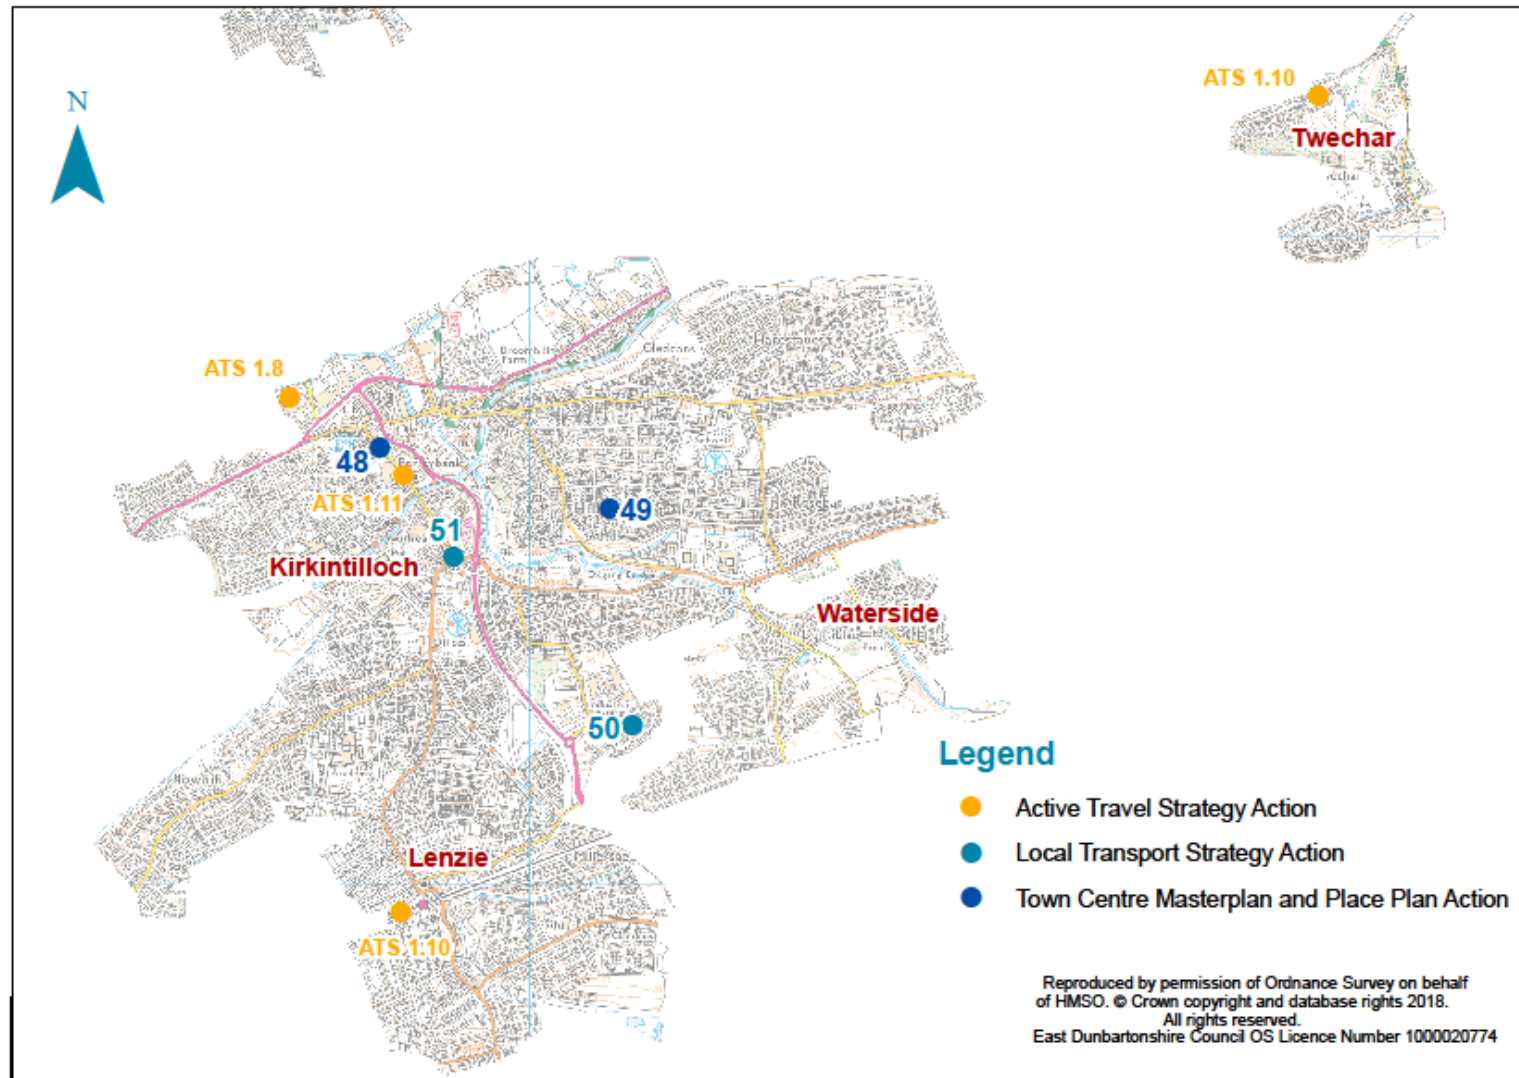 N
ATS 1.10
Twechar
ATS 1.8
48
ATS 1.11
49
51
Kirkintilloch
Waterside
50
Legend
Active Travel Strategy Action
Local Transport Strategy Action
Town Centre Masterplan and Place Plan Action
Lenzie
ATS 1.10
Reproduced by permission of Ordnance Survey on behalf
of HMSO. © Crown copyright and database rights 2018.
All rights reserved.
East Dunbartonshire Council OS Licence Number 1000020774